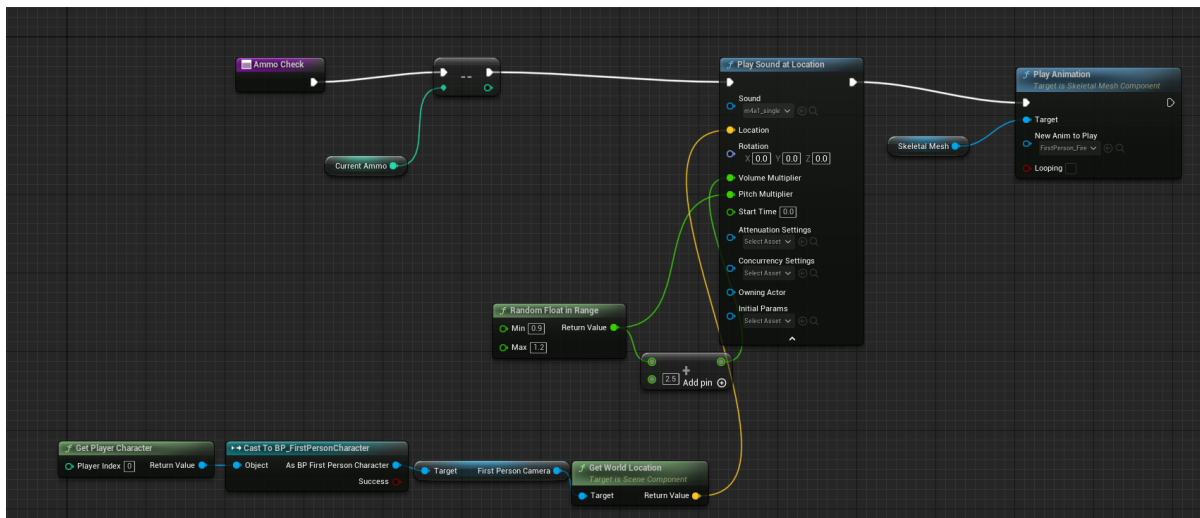 Ammo Check
--
Current Ammo
f Play Sound at Location
Sound
m4a1_single
Location
Rotation
X 0.0 Y 0.0 Z 0.0
Volume Multiplier
Pitch Multiplier
Start Time 0.0
Attenuation Settings
Select Asset
Concurrency Settings
Select Asset
Owning Actor
Initial Params
Select Asset
f Play Animation
Target is Skeletal Mesh Component
Target
New Anim to Play
FirstPerson_Fire
Looping
Skeletal Mesh
f Random Float in Range
Min 0.9 Return Value
Max 1.2
+
2.5 Add pin
f Get Player Character
Player Index 0 Return Value
Cast To BP_FirstPersonCharacter
Object As BP First Person Character
Success
Target First Person Camera
f Get World Location
Target is Scene Component
Target Return Value